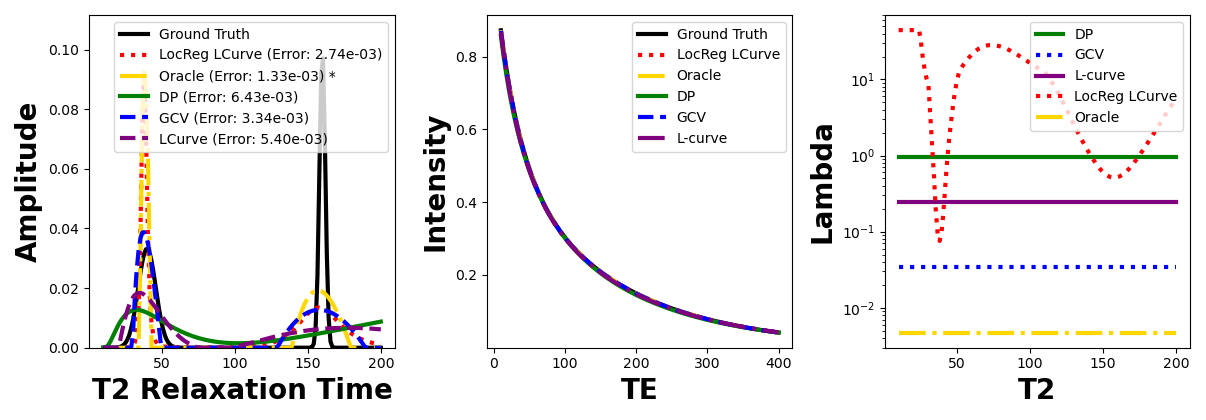 Amplitude
0.10
0.08
0.06
0.04
0.02
0.00
50
100
150
200
T2 Relaxation Time
Ground Truth
LocReg LCurve (Error: 2.74e-03)
Oracle (Error: 1.33e-03) *
DP (Error: 6.43e-03)
GCV (Error: 3.34e-03)
LCurve (Error: 5.40e-03)
Intensity
0.8
0.6
0.4
0.2
0
100
200
300
400
TE
Ground Truth
LocReg LCurve
Oracle
DP
GCV
L-curve
Lambda
10^1
10^0
10^-1
10^-2
50
100
150
200
T2
DP
GCV
L-curve
LocReg LCurve
Oracle